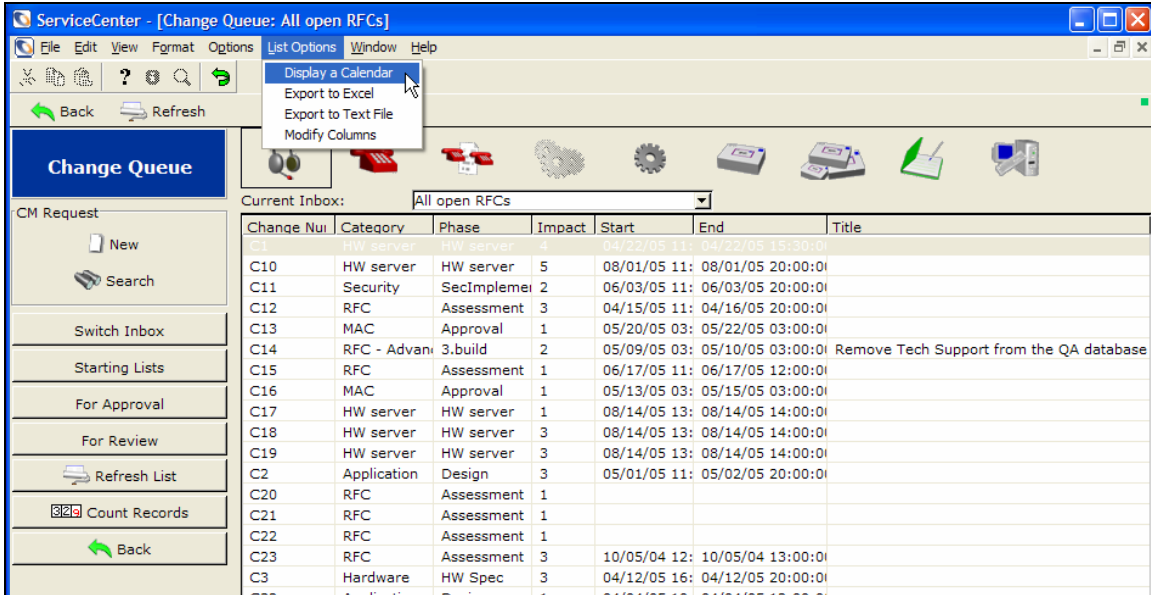 ServiceCenter - [Change Queue: All open RFCs]
File Edit View Format Options List Options Window Help
Display a Calendar
Export to Excel
Export to Text File
Modify Columns
Back Refresh
Change Queue
CM Request
New
Search
Switch Inbox
Starting Lists
For Approval
For Review
Refresh List
329 Count Records
Back
Current Inbox: All open RFCs
Change Nu Category Phase Impact Start End Title
C1 HW server HW server 4 04/22/05 11: 04/22/05 15:30:0
C10 HW server HW server 5 08/01/05 11: 08/01/05 20:00:0
C11 Security SecImplemen 2 06/03/05 11: 06/03/05 20:00:0
C12 RFC Assessment 3 04/15/05 11: 04/16/05 20:00:0
C13 MAC Approval 1 05/20/05 03: 05/22/05 03:00:0
C14 RFC - Advan 3.build 2 05/09/05 03: 05/10/05 03:00:0 Remove Tech Support from the QA database
C15 RFC Assessment 1 06/17/05 11: 06/17/05 12:00:0
C16 MAC Approval 1 05/13/05 03: 05/15/05 03:00:0
C17 HW server HW server 1 08/14/05 13: 08/14/05 14:00:0
C18 HW server HW server 3 08/14/05 13: 08/14/05 14:00:0
C19 HW server HW server 3 08/14/05 13: 08/14/05 14:00:0
C2 Application Design 3 05/01/05 11: 05/02/05 20:00:0
C20 RFC Assessment 1
C21 RFC Assessment 1
C22 RFC Assessment 1
C23 RFC Assessment 3 10/05/04 12: 10/05/04 13:00:0
C3 Hardware HW Spec 3 04/12/05 16: 04/12/05 20:00:0